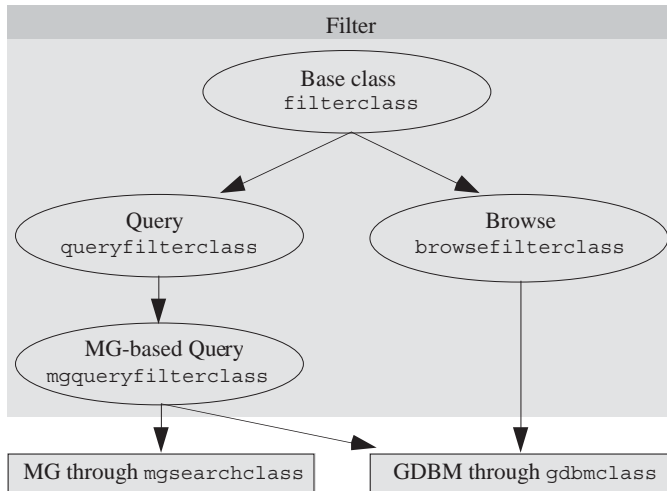 Filter
Base class
filterclass
Query
queryfilterclass
Browse
browsefilterclass
MG-based Query
mgqueryfilterclass
MG through mgsearchclass
GDBM through gdbmclass